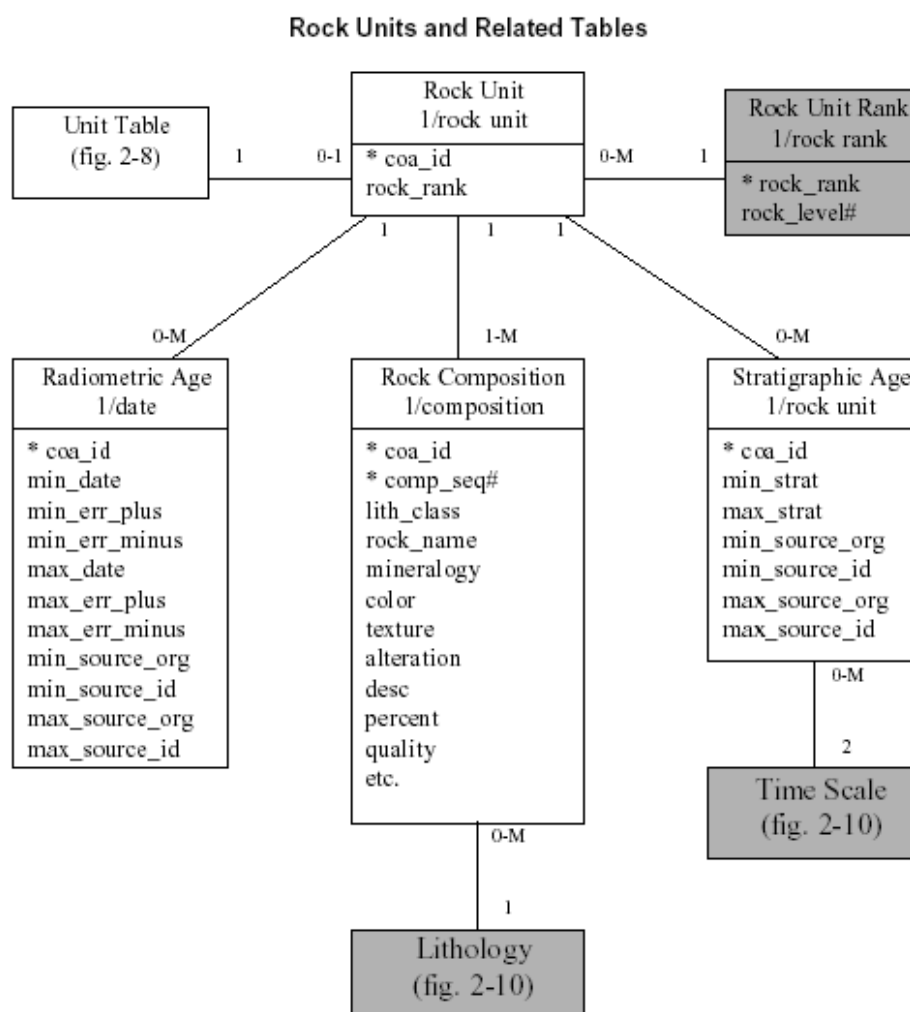 Rock Units and Related Tables
Unit Table
(fig. 2-8)
1
0-1
Rock Unit
1/rock unit
* coa_id
rock_rank
0-M
1
Rock Unit Rank
1/rock rank
* rock_rank
rock_level#
1
1
1
0-M
1-M
0-M
Radiometric Age
1/date
* coa_id
min_date
min_err_plus
min_err_minus
max_date
max_err_plus
max_err_minus
min_source_org
min_source_id
max_source_org
max_source_id
Rock Composition
1/composition
* coa_id
* comp_seq#
lith_class
rock_name
mineralogy
color
texture
alteration
desc
percent
quality
etc.
0-M
1
Lithology
(fig. 2-10)
Stratigraphic Age
1/rock unit
* coa_id
min_strat
max_strat
min_source_org
min_source_id
max_source_org
max_source_id
0-M
2
Time Scale
(fig. 2-10)